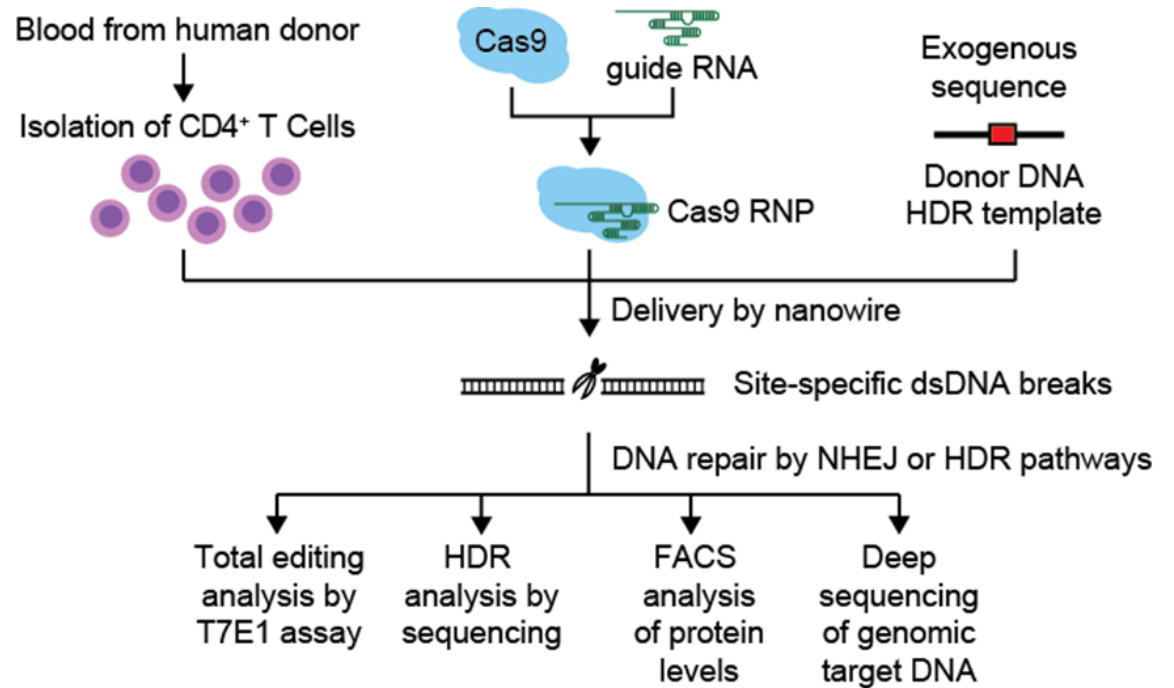 Blood from human donor
Isolation of CD4⁺ T Cells
Cas9
guide RNA
Cas9 RNP
Exogenous
sequence
Donor DNA
HDR template
Delivery by nanowire
Site-specific dsDNA breaks
DNA repair by NHEJ or HDR pathways
Total editing
analysis by
T7E1 assay
HDR
analysis by
sequencing
FACS
analysis
of protein
levels
Deep
sequencing
of genomic
target DNA